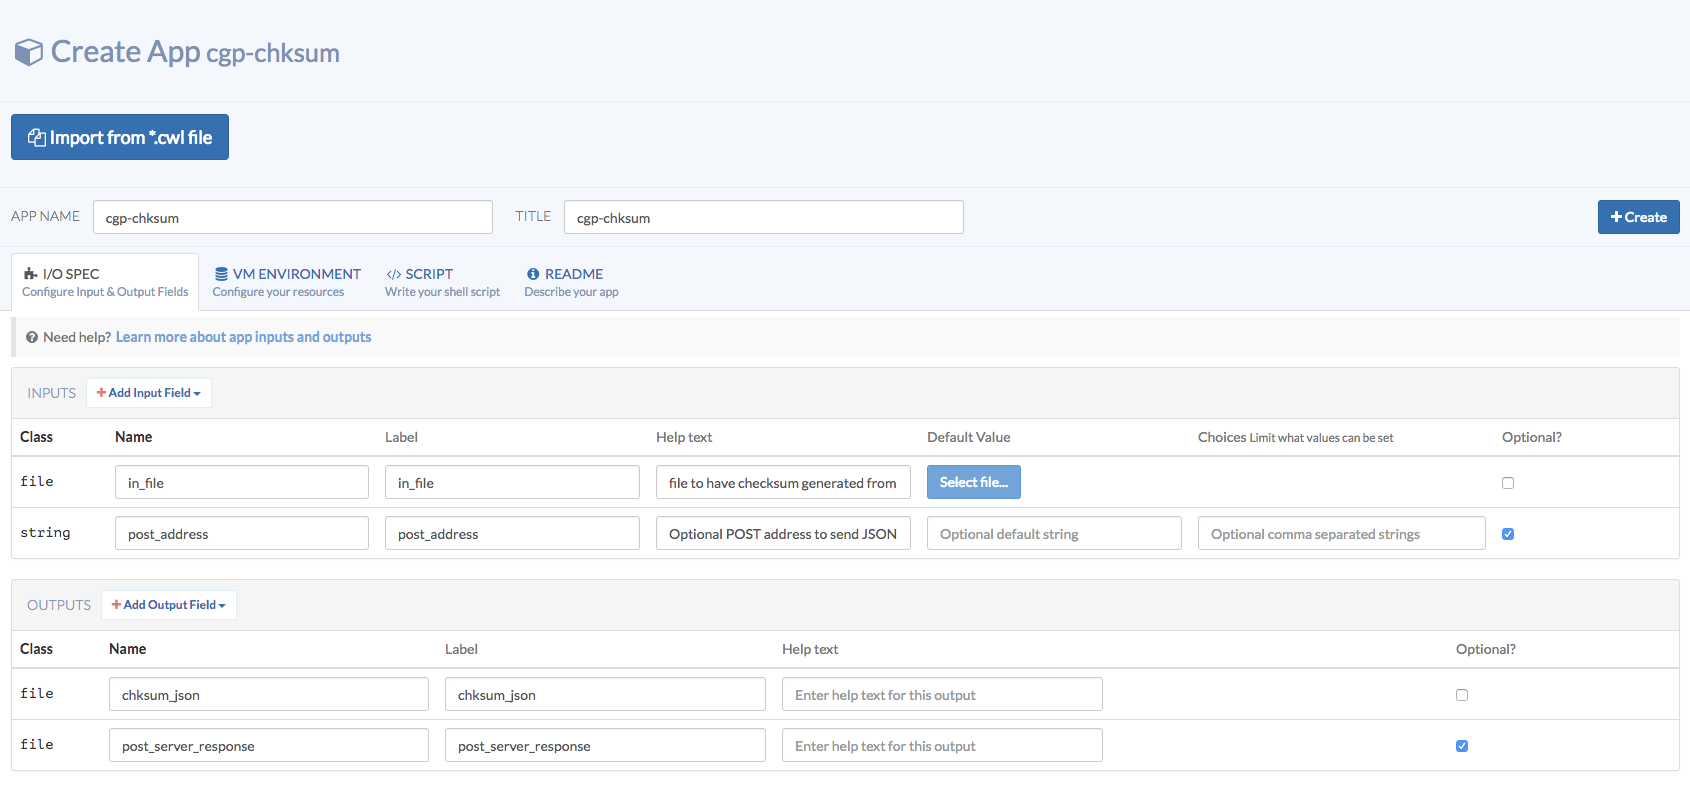 Create App cgp-chksum
Import from *.cwl file
APP NAME cgp-chksum TITLE cgp-chksum + Create
I/O SPEC VM ENVIRONMENT </> SCRIPT README
Configure Input & Output Fields Configure your resources Write your shell script Describe your app
Need help? Learn more about app inputs and outputs
INPUTS + Add Input Field
Class Name Label Help text Default Value Choices Limit what values can be set Optional?
file in_file in_file file to have checksum generated from Select file...
string post_address post_address Optional POST address to send JSON Optional default string Optional comma separated strings
OUTPUTS + Add Output Field
Class Name Label Help text Optional?
file chksum_json chksum_json Enter help text for this output
file post_server_response post_server_response Enter help text for this output